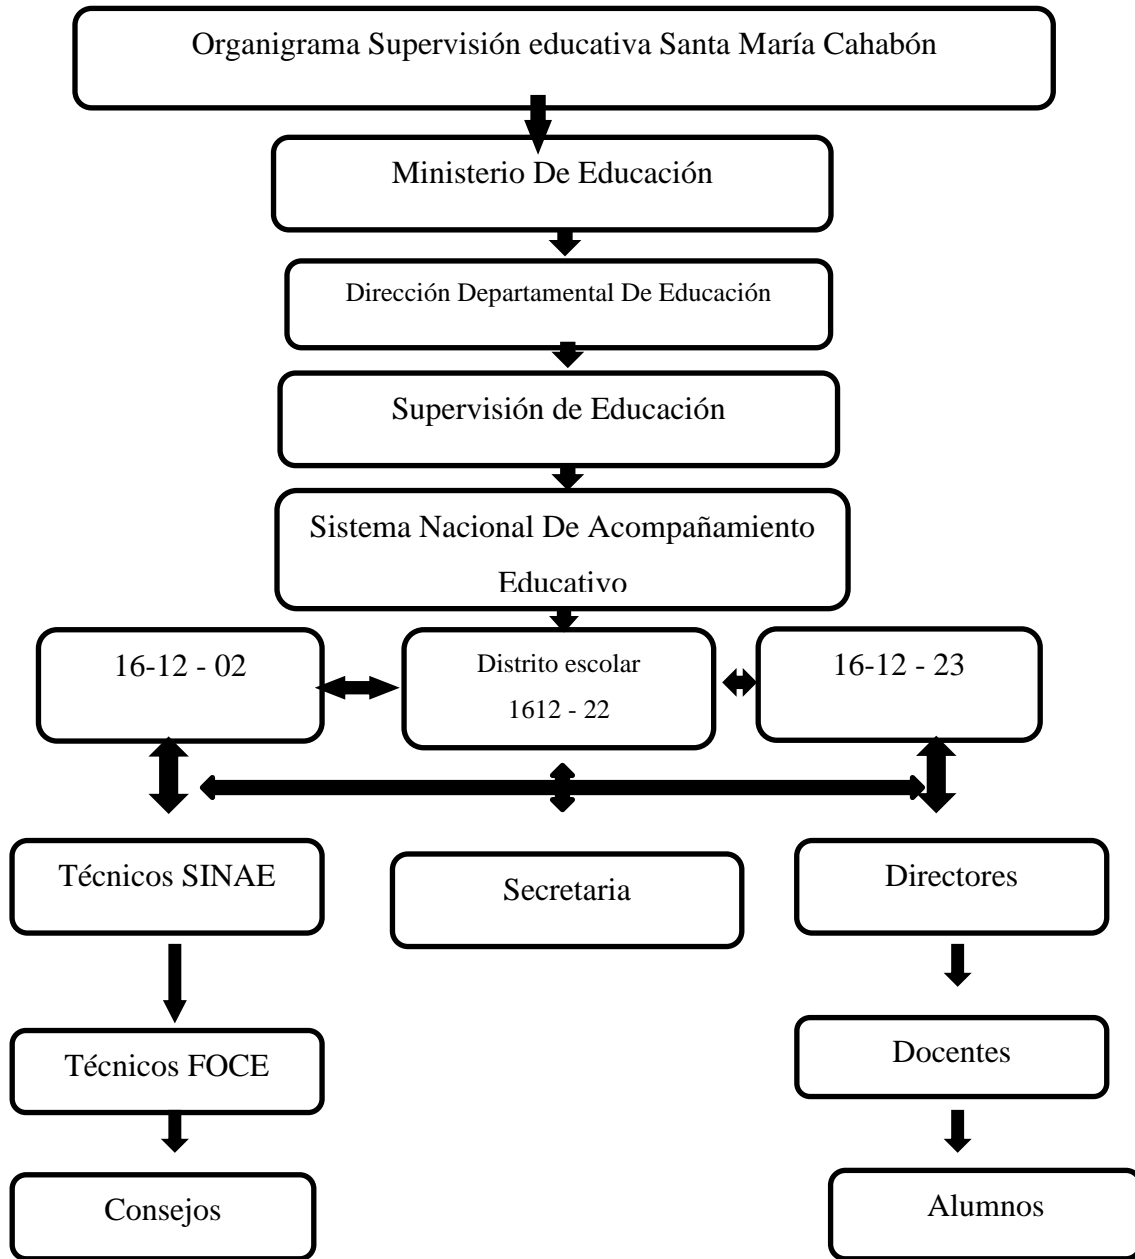 Organigrama Supervisión educativa Santa María Cahabón
Ministerio De Educación
Dirección Departamental De Educación
Supervisión de Educación
Sistema Nacional De Acompañamiento
Educativo
16-12 - 02
Distrito escolar
1612 - 22
16-12 - 23
Técnicos SINAE
Secretaria
Directores
Técnicos FOCE
Docentes
Consejos
Alumnos